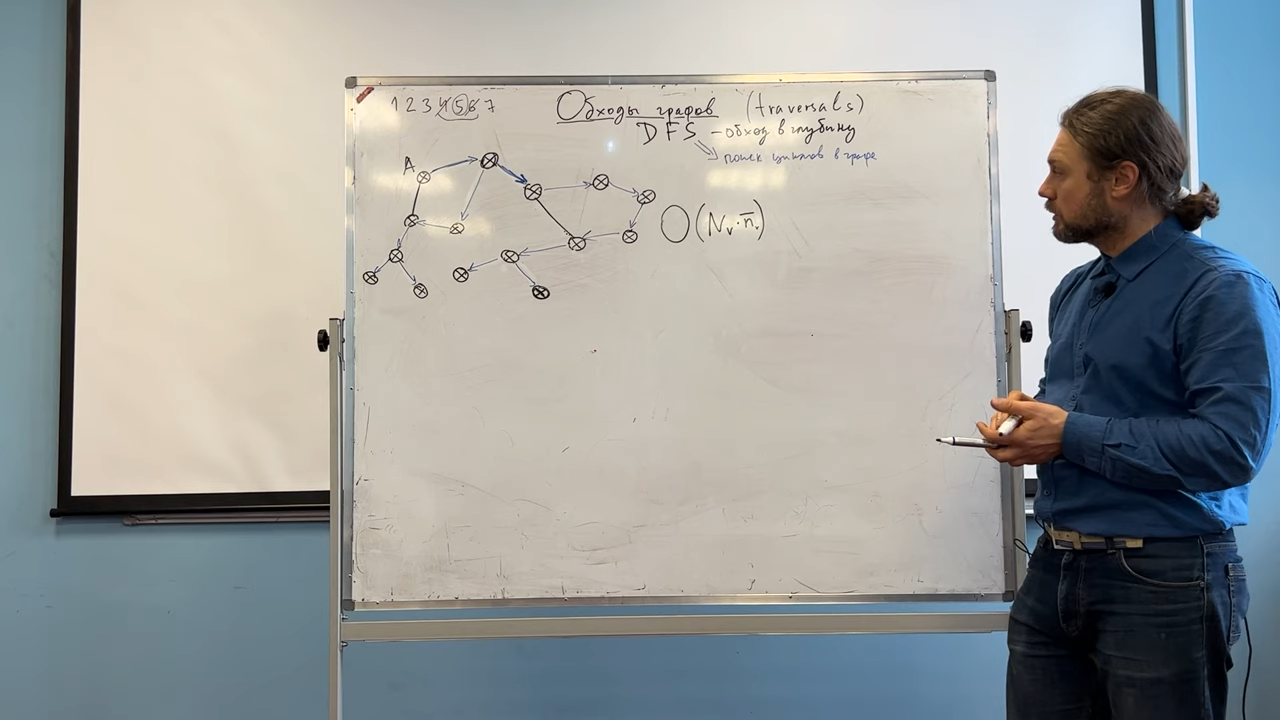 1 2 3 4 5 6 7
Обходы графов (traversals)
DFS – обход в глубину
поиск циклов в графе
A
O(Nᵥ · n̄ᵥ)